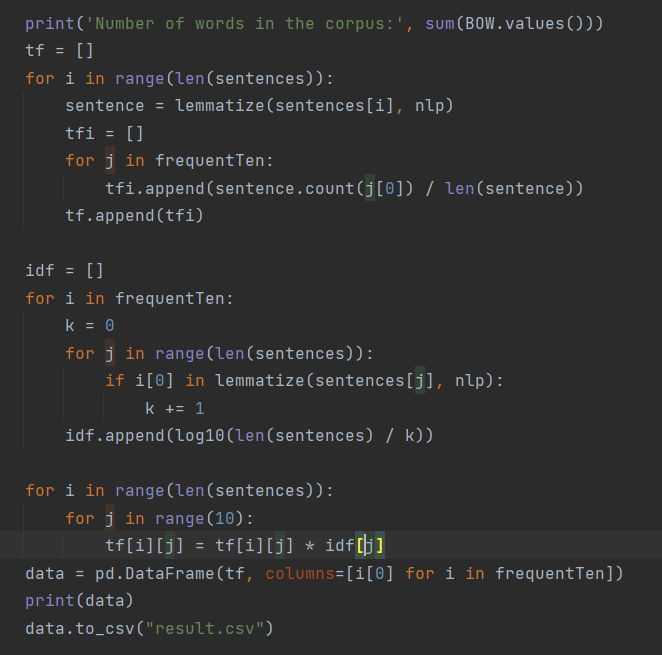 print('Number of words in the corpus:', sum(BOW.values()))
tf = []
for i in range(len(sentences)):
    sentence = lemmatize(sentences[i], nlp)
    tfi = []
    for j in frequentTen:
        tfi.append(sentence.count(j[0]) / len(sentence))
    tf.append(tfi)

idf = []
for i in frequentTen:
    k = 0
    for j in range(len(sentences)):
        if i[0] in lemmatize(sentences[j], nlp):
            k += 1
    idf.append(log10(len(sentences) / k))

for i in range(len(sentences)):
    for j in range(10):
        tf[i][j] = tf[i][j] * idf[j]
data = pd.DataFrame(tf, columns=[i[0] for i in frequentTen])
print(data)
data.to_csv("result.csv")